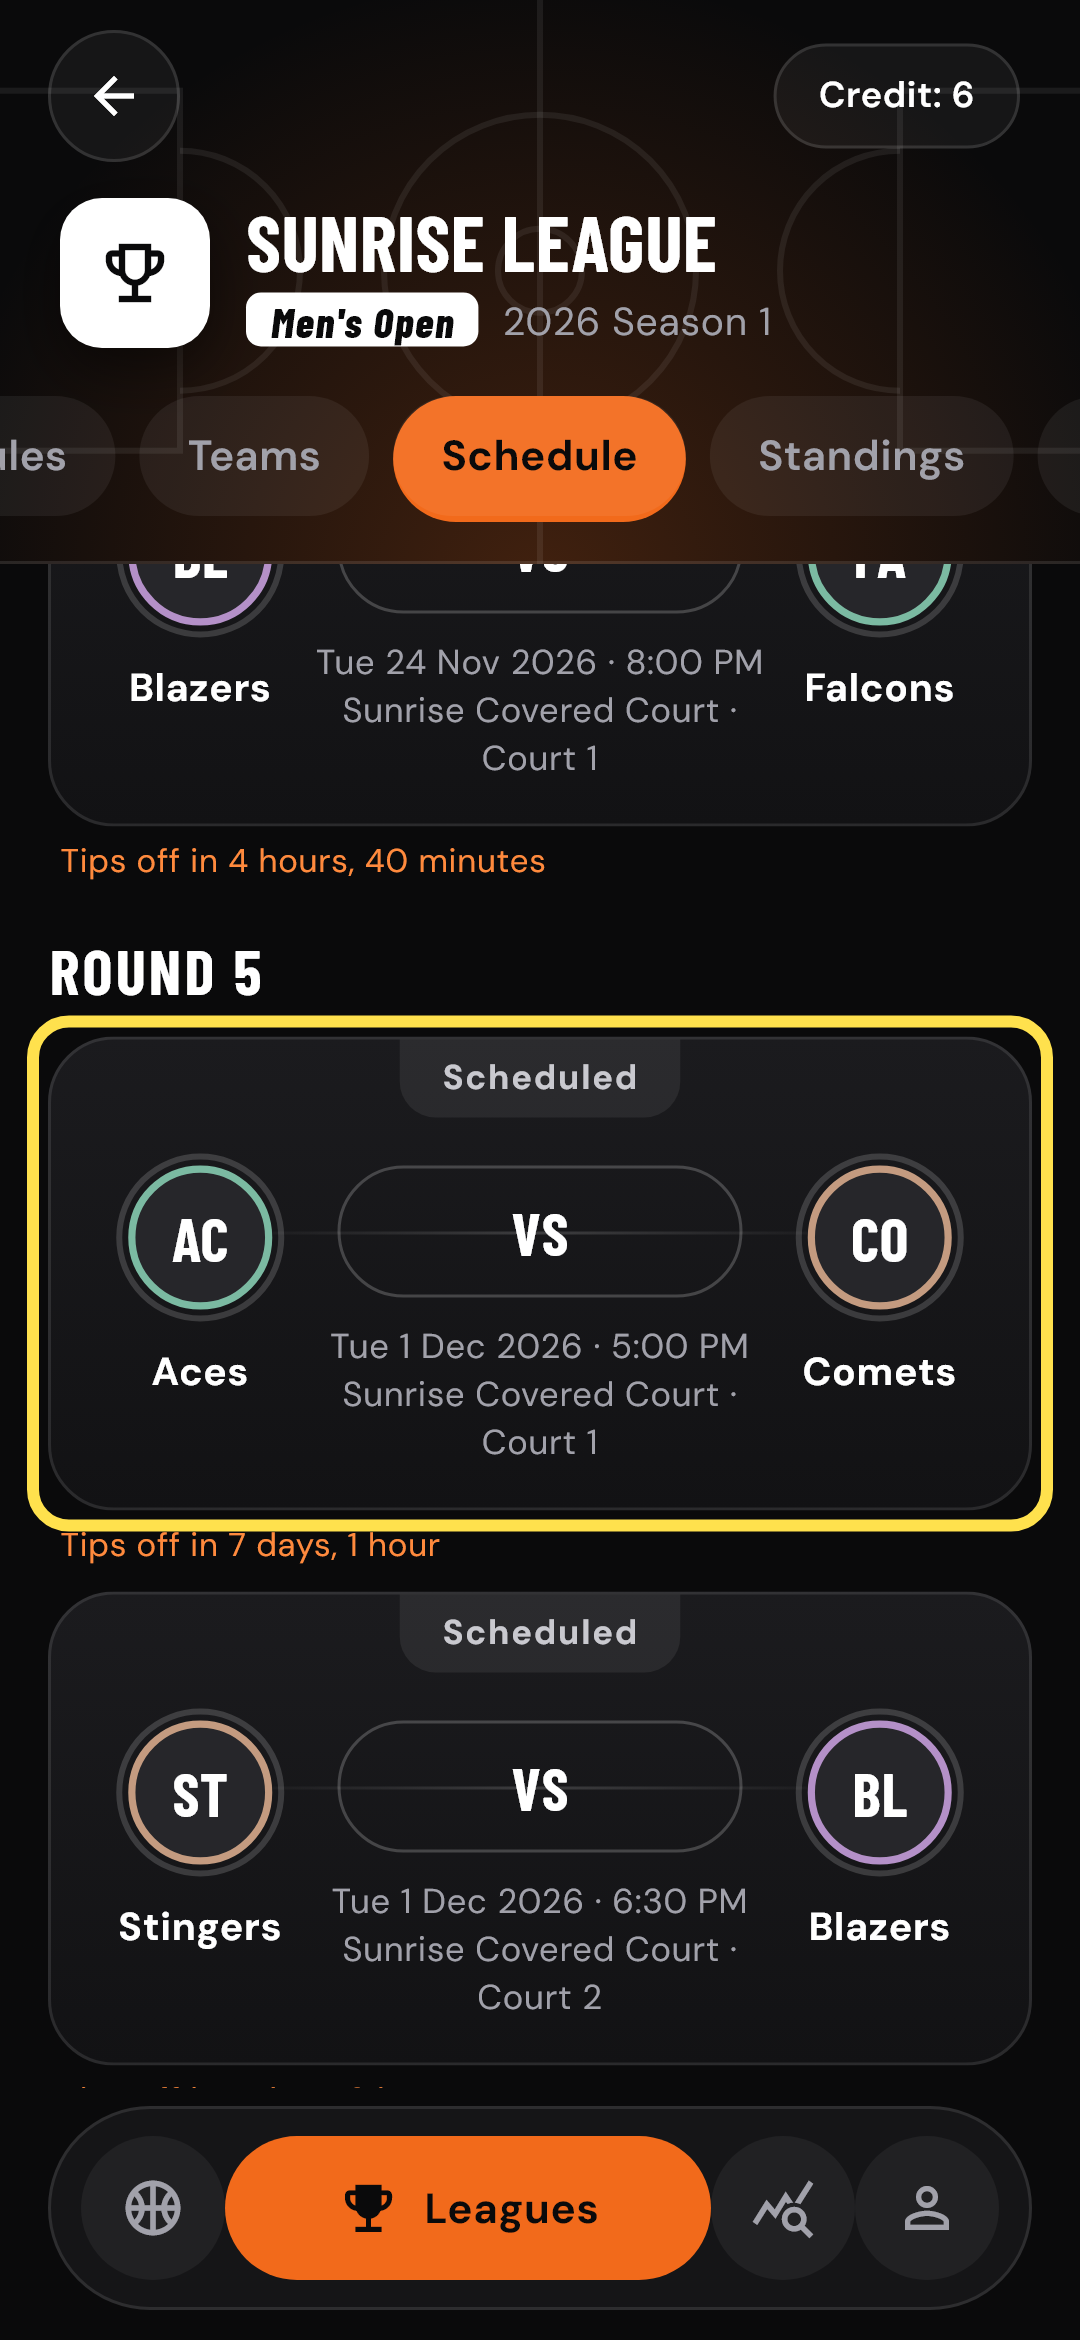 Credit: 6
SUNRISE LEAGUE
Men's Open
2026 Season 1
Teams
Schedule
Standings
VS
Tue 24 Nov 2026 · 8:00 PM
Blazers
Falcons
Sunrise Covered Court ·
Court 1
Tips off in 4 hours, 40 minutes
ROUND 5
Scheduled
AC
VS
CO
Tue 1 Dec 2026 · 5:00 PM
Aces
Comets
Sunrise Covered Court ·
Court 1
Tips off in 7 days, 1 hour
Scheduled
ST
VS
BL
Tue 1 Dec 2026 · 6:30 PM
Stingers
Blazers
Sunrise Covered Court ·
Court 2
Leagues